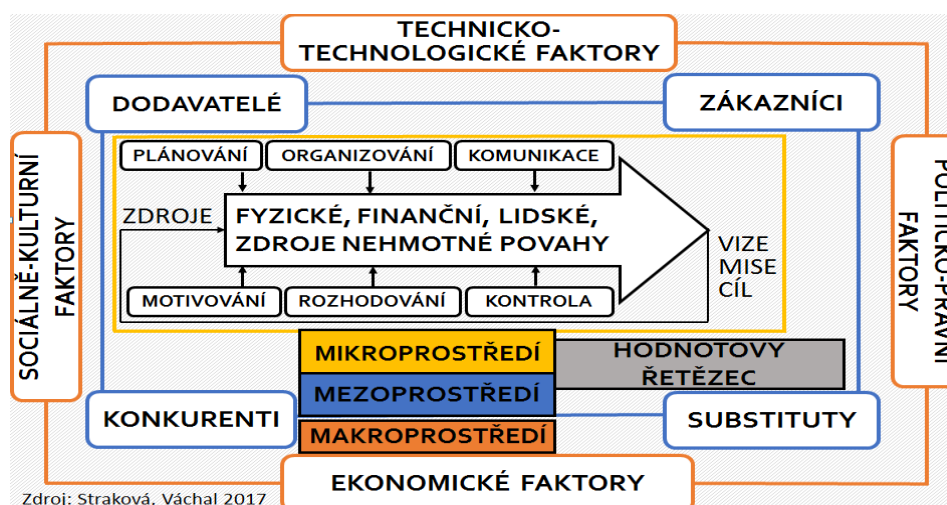 TECHNICKO-
TECHNOLOGICKÉ FAKTORY
DODAVATELÉ
ZÁKAZNÍCI
SOCIÁLNĚ-KULTURNÍ
FAKTORY
POLITICKO-PRÁVNÍ
FAKTORY
PLÁNOVÁNÍ
ORGANIZOVÁNÍ
KOMUNIKACE
ZDROJE
FYZICKÉ, FINANČNÍ, LIDSKÉ,
ZDROJE NEHMOTNÉ POVAHY
VIZE
MISE
CÍL
MOTIVOVÁNÍ
ROZHODOVÁNÍ
KONTROLA
MIKROPROSTŘEDÍ
HODNOTOVÝ
ŘETĚZEC
MEZOPROSTŘEDÍ
KONKURENTI
SUBSTITUTY
MAKROPROSTŘEDÍ
EKONOMICKÉ FAKTORY
Zdroj: Straková, Váchal 2017